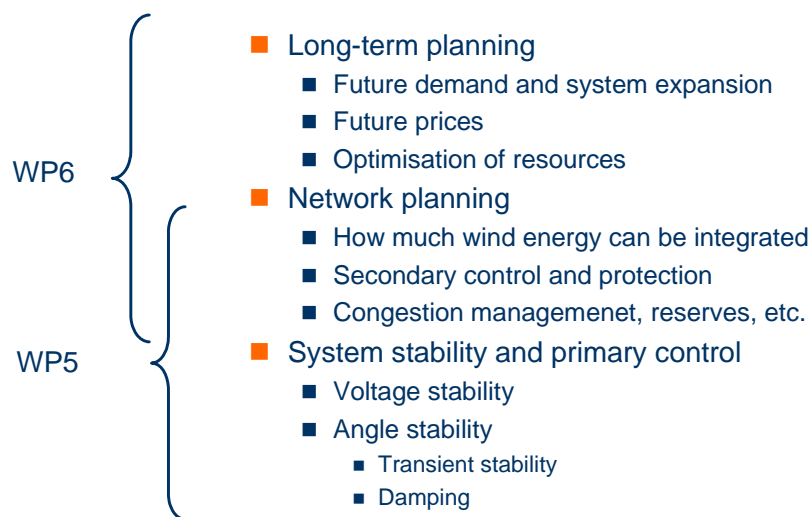 Long-term planning
Future demand and system expansion
Future prices
Optimisation of resources
WP6
Network planning
How much wind energy can be integrated
Secondary control and protection
Congestion managemenet, reserves, etc.
WP5
System stability and primary control
Voltage stability
Angle stability
Transient stability
Damping